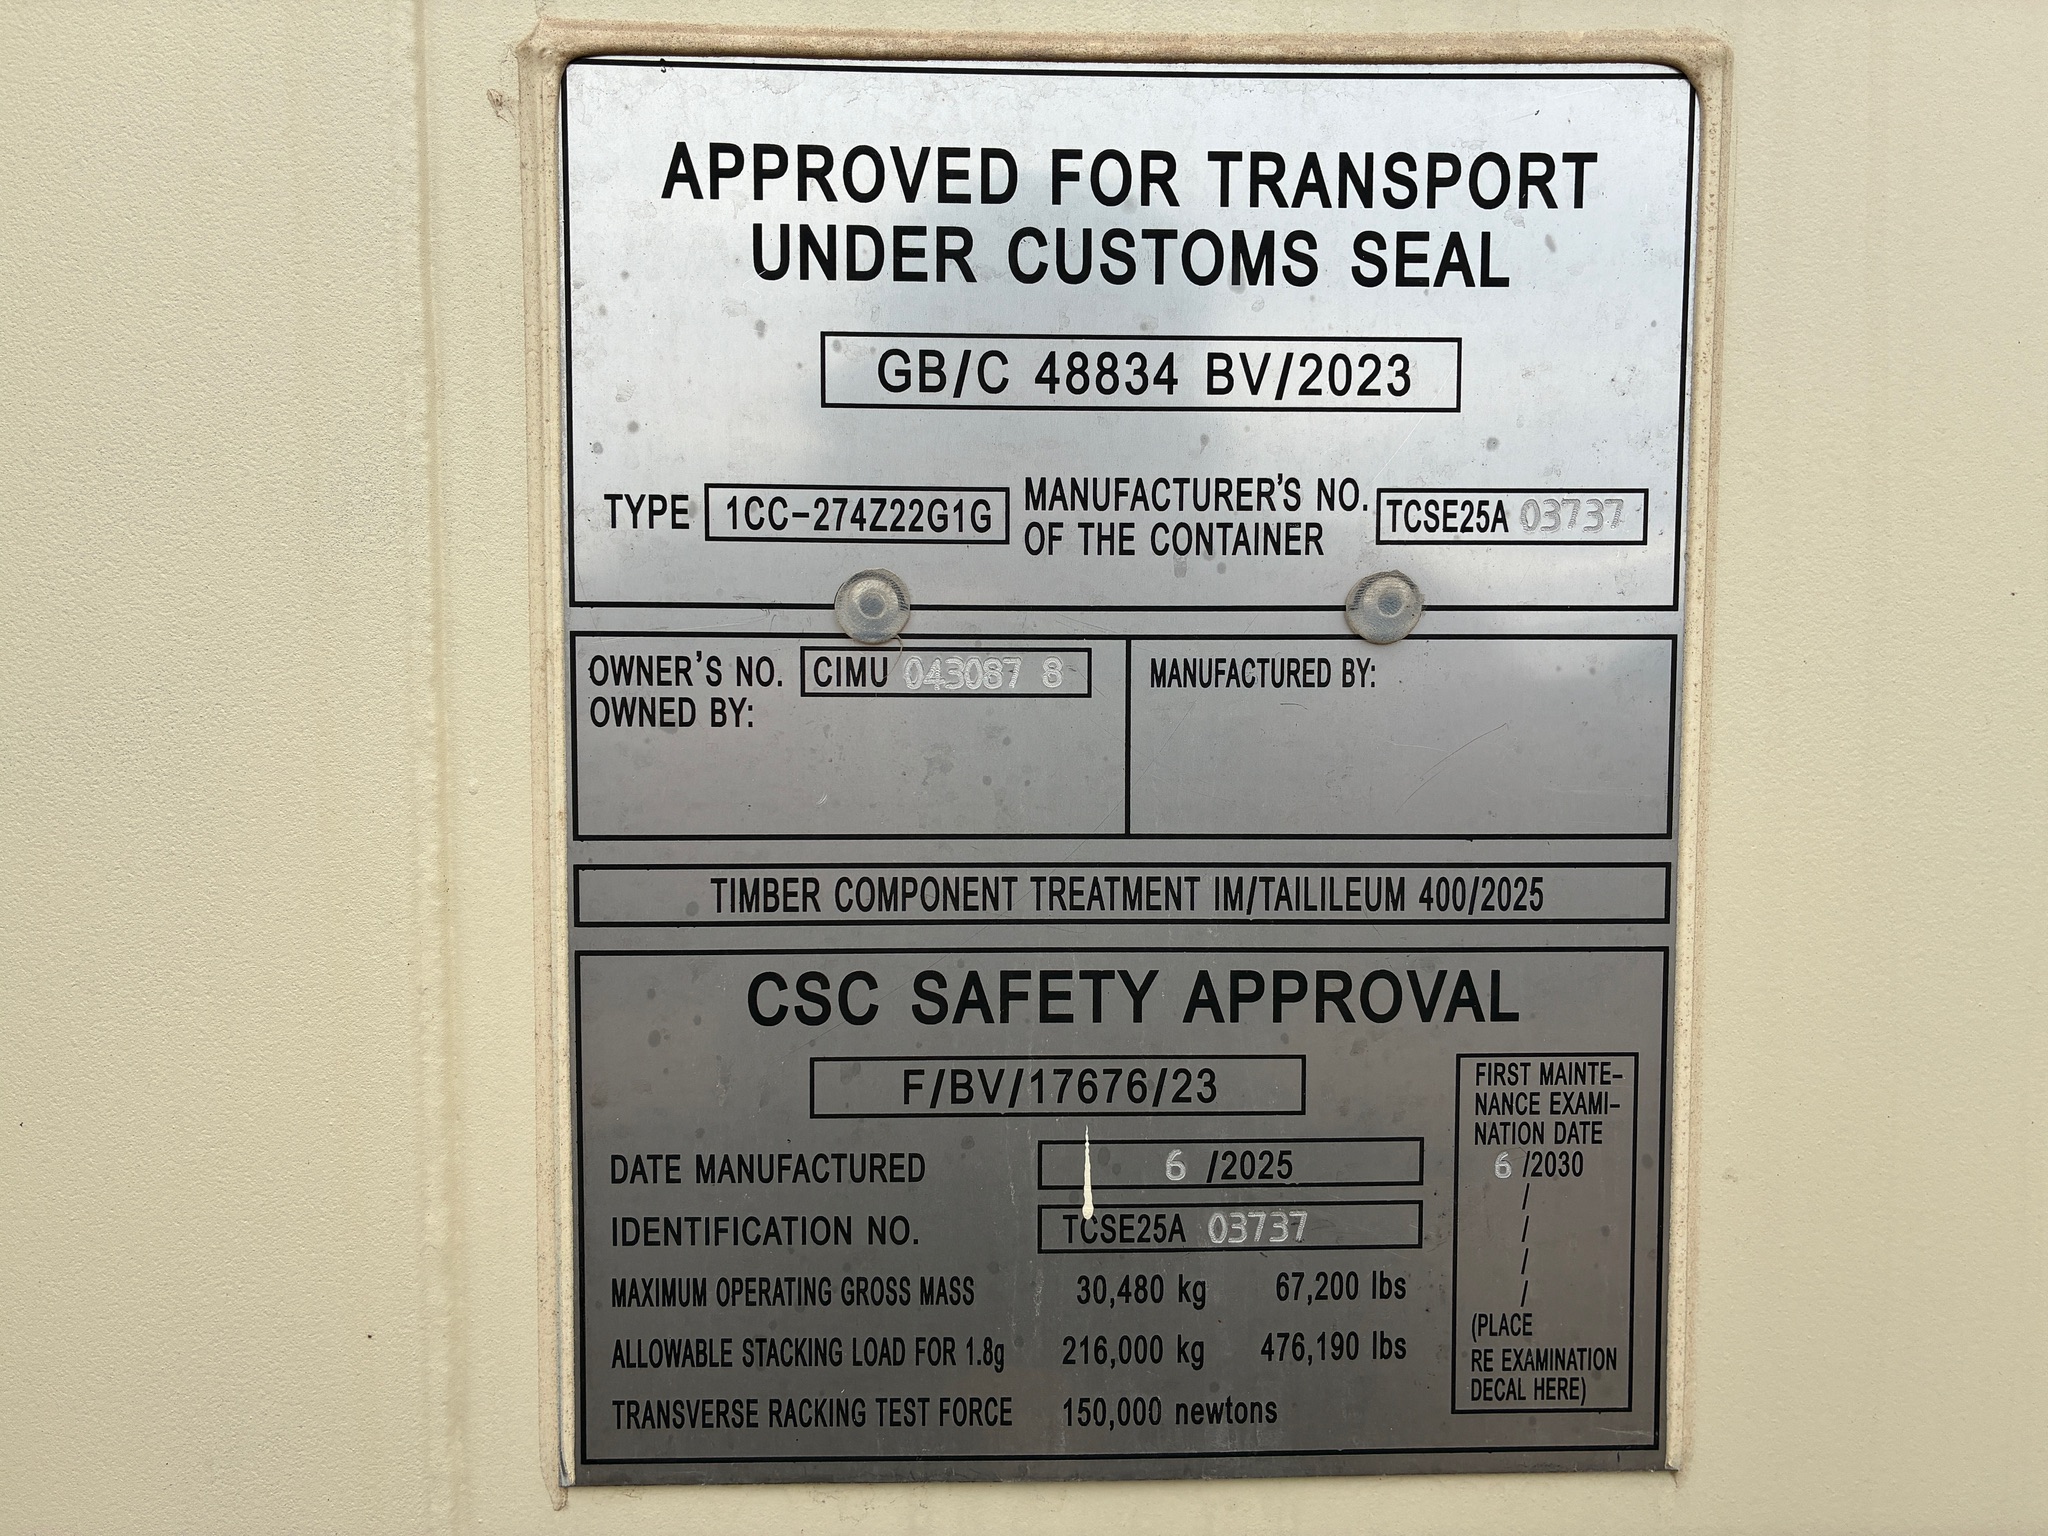 APPROVED FOR TRANSPORT
UNDER CUSTOMS SEAL
GB/C 48834 BV/2023
TYPE 1CC-274Z22G1G MANUFACTURER'S NO.
OF THE CONTAINER TCSE25A 03737
OWNER'S NO. CIMU 043087 8
OWNED BY:
MANUFACTURED BY:
TIMBER COMPONENT TREATMENT IM/TAILILEUM 400/2025
CSC SAFETY APPROVAL
F/BV/17676/23
DATE MANUFACTURED 6 /2025
IDENTIFICATION NO. TCSE25A 03737
MAXIMUM OPERATING GROSS MASS 30,480 kg 67,200 lbs
ALLOWABLE STACKING LOAD FOR 1.8g 216,000 kg 476,190 lbs
TRANSVERSE RACKING TEST FORCE 150,000 newtons
FIRST MAINTE-
NANCE EXAMI-
NATION DATE
6 /2030
/
/
/
/
(PLACE
RE EXAMINATION
DECAL HERE)